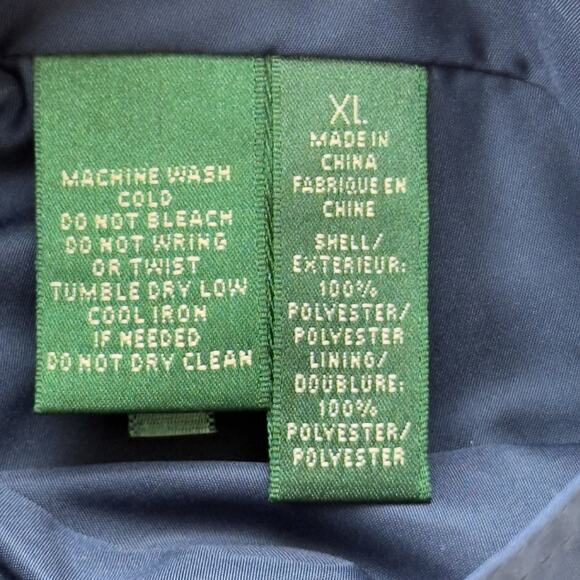 MACHINE WASH
COLD
DO NOT BLEACH
DO NOT WRING
OR TWIST
TUMBLE DRY LOW
COOL IRON
IF NEEDED
DO NOT DRY CLEAN
XL
MADE IN
CHINA
FABRIQUE EN
CHINE
SHELL/
EXTERIEUR:
100%
POLYESTER/
POLYESTER
LINING/
DOUBLURE:
100%
POLYESTER/
POLYESTER